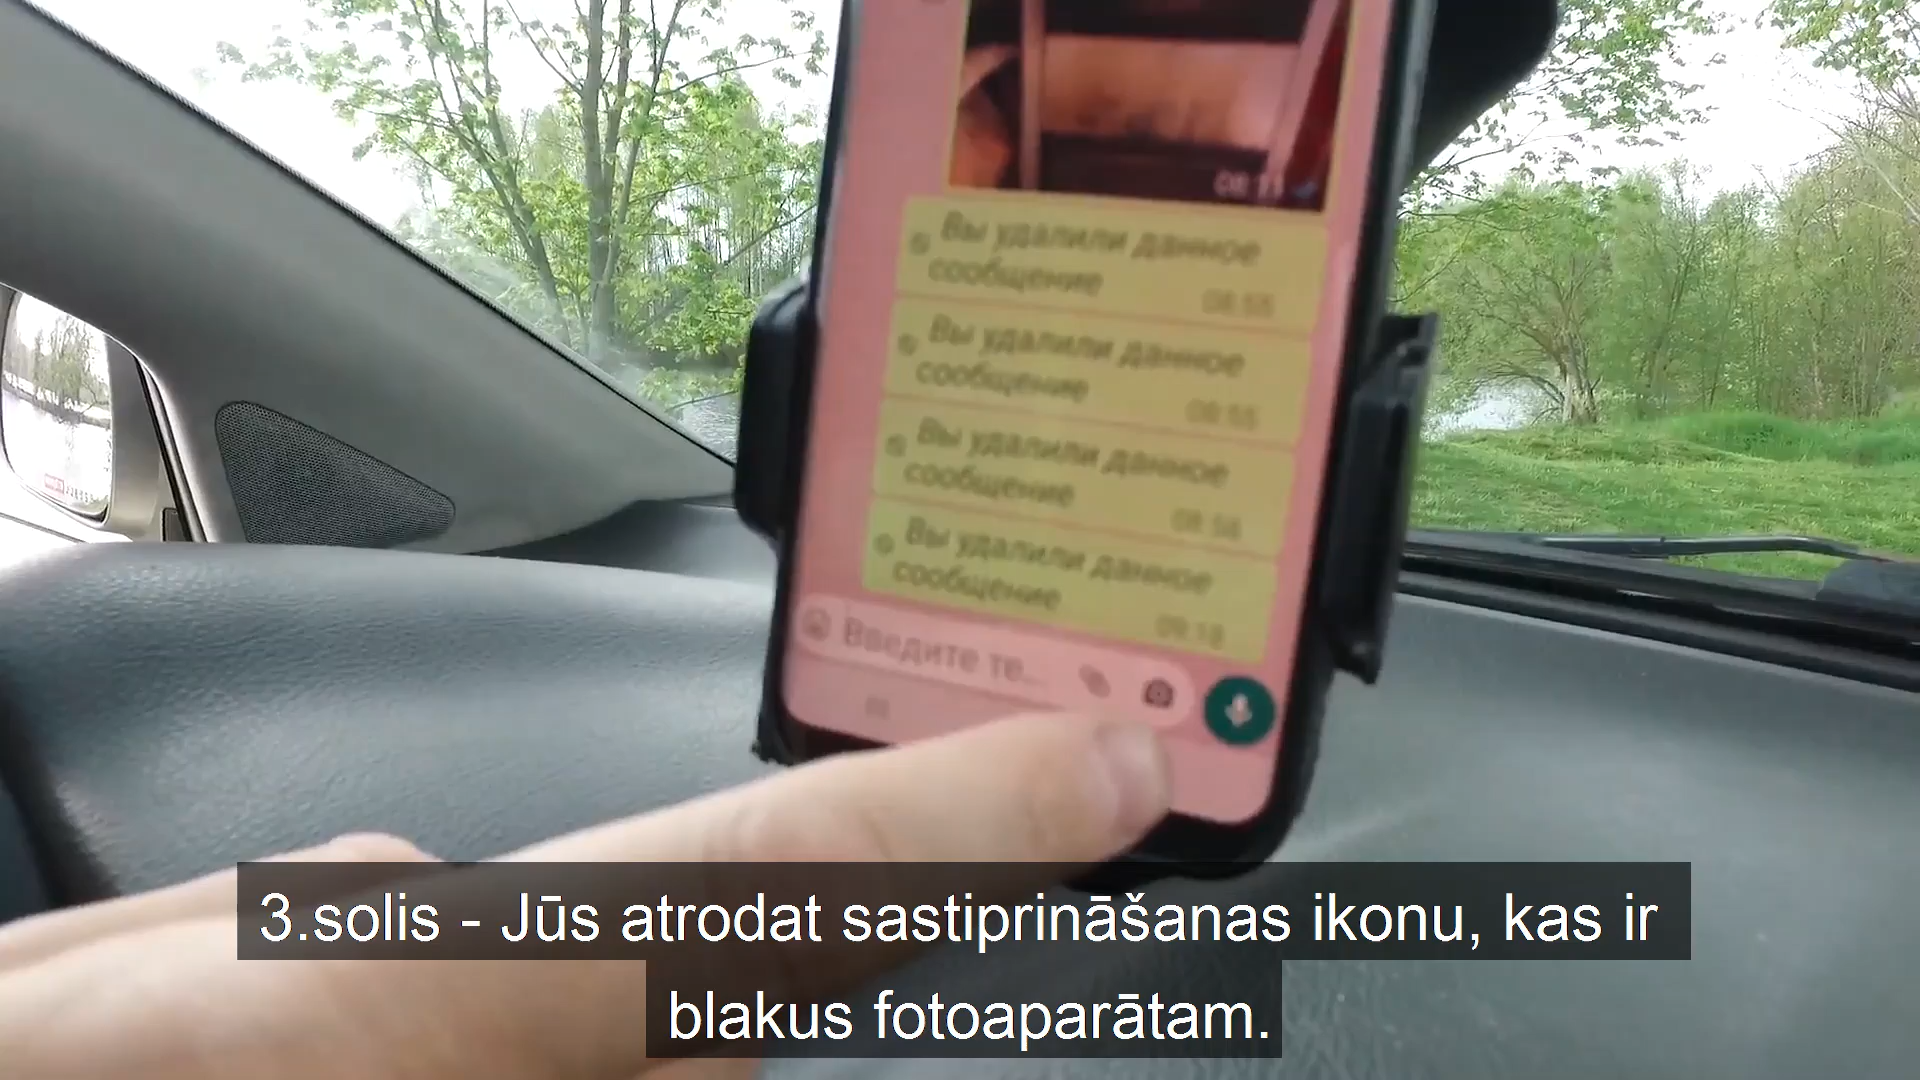 Вы удалили данное
сообщение
08:55
Вы удалили данное
сообщение
08:55
Вы удалили данное
сообщение
08:56
Вы удалили данное
сообщение
09:18
Введите те...
3.solis - Jūs atrodat sastiprināšanas ikonu, kas ir
blakus fotoaparātam.